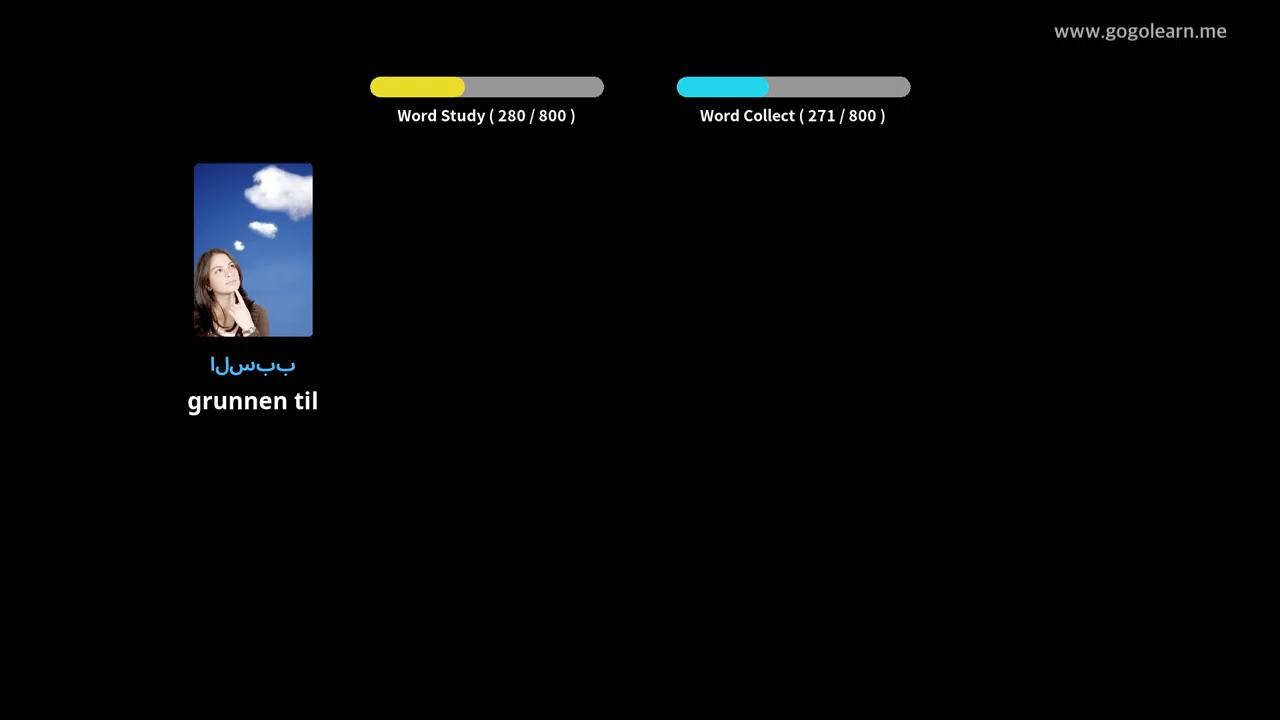 www.gogolearn.me
Word Study ( 280 / 800 )
Word Collect ( 271 / 800 )
السبب
grunnen til